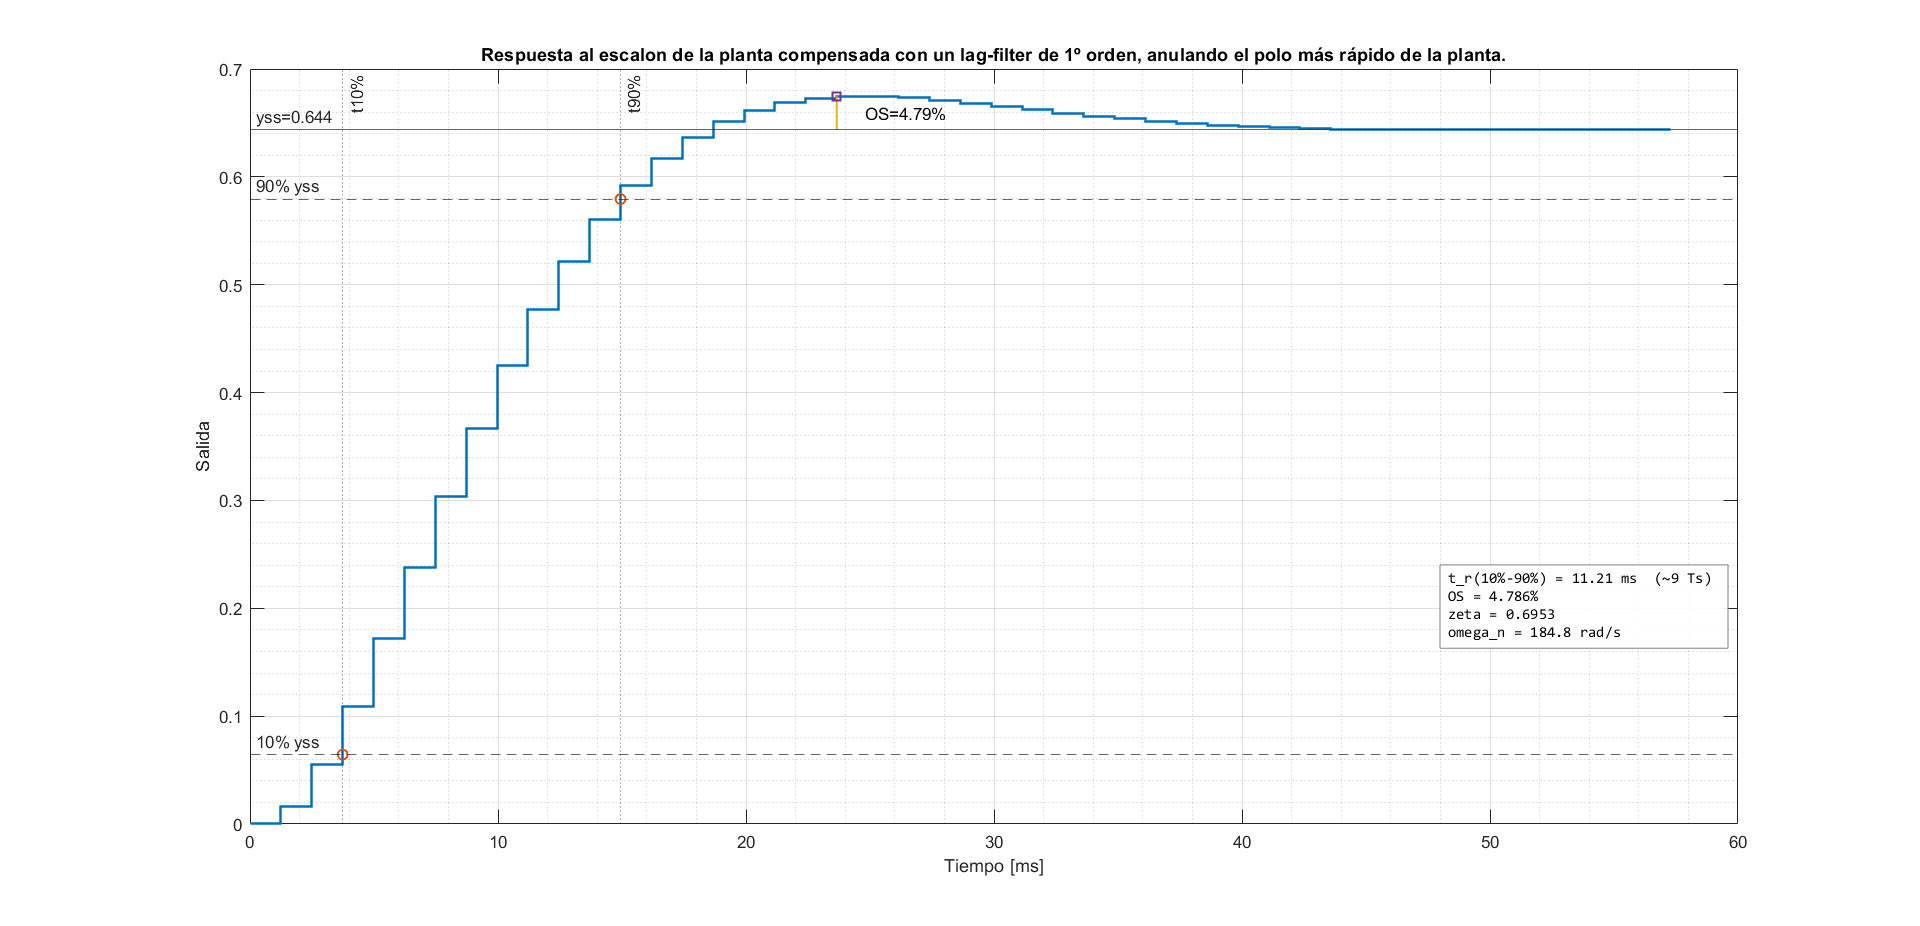 Respuesta al escalon de la planta compensada con un lag-filter de 1º orden, anulando el polo más rápido de la planta.
0.7
0.6
0.5
0.4
0.3
0.2
0.1
0
Salida
yss=0.644
90% yss
10% yss
t10%
t90%
OS=4.79%
t_r(10%-90%) = 11.21 ms (~9 Ts)
OS = 4.786%
zeta = 0.6953
omega_n = 184.8 rad/s
0 10 20 30 40 50 60
Tiempo [ms]